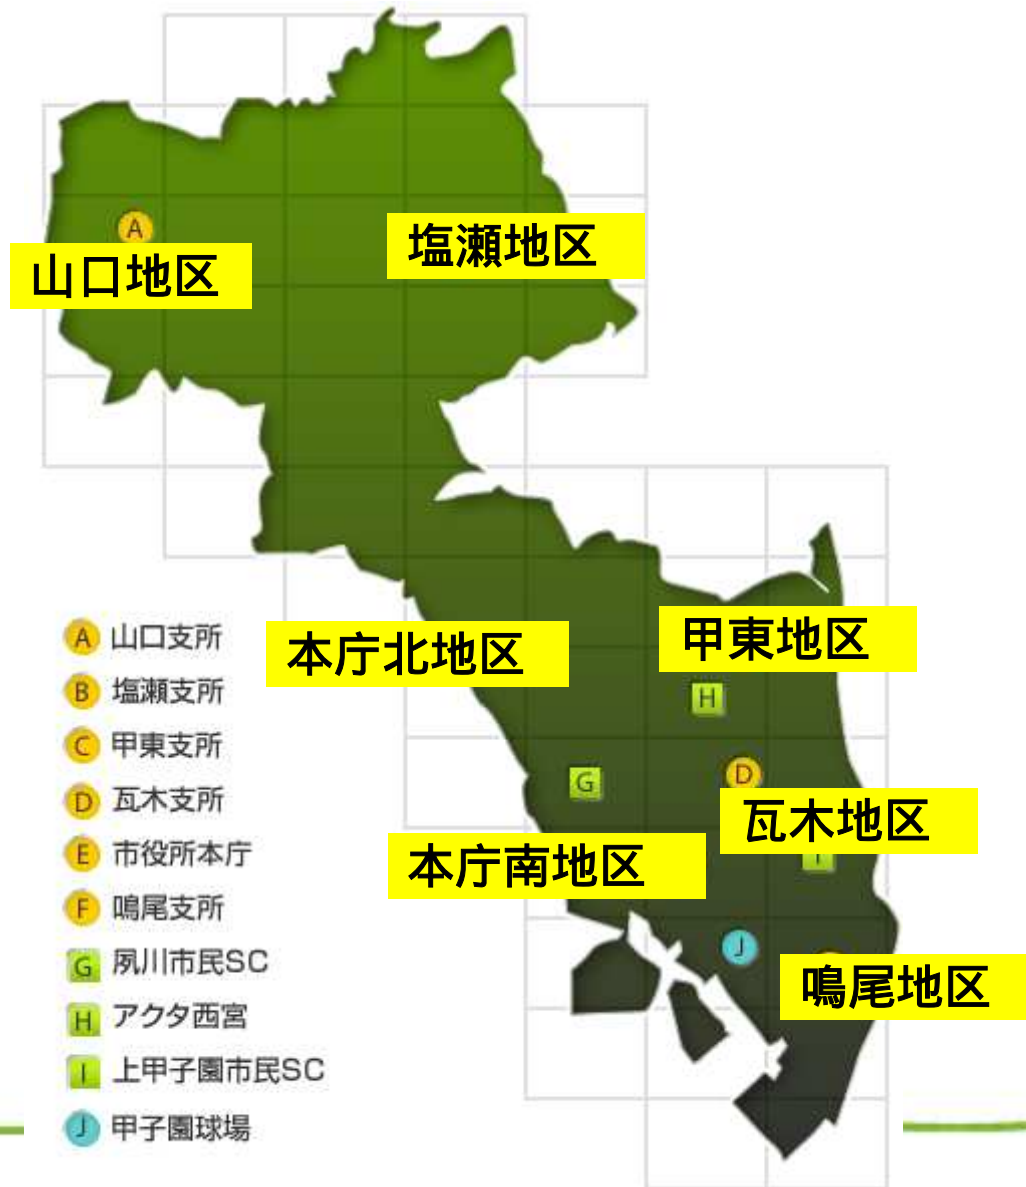 A
山口地区
塩瀬地区
A 山口支所
B 塩瀬支所
C 甲東支所
D 瓦木支所
E 市役所本庁
F 鳴尾支所
G 夙川市民SC
H アクタ西宮
I 上甲子園市民SC
J 甲子園球場
本庁北地区
甲東地区
H
D
G
瓦木地区
本庁南地区
J
鳴尾地区